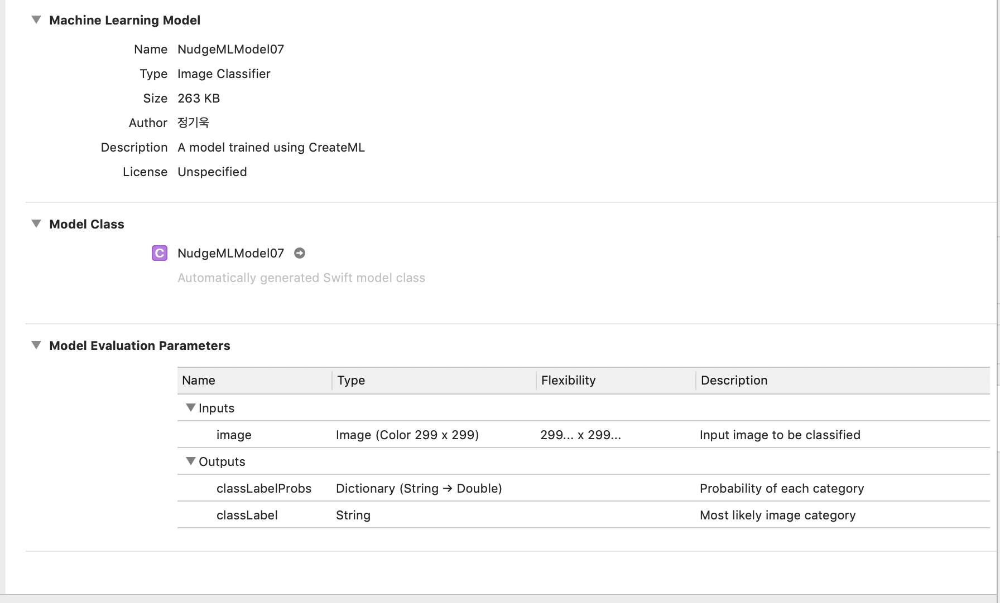 Machine Learning Model
Name NudgeMLModel07
Type Image Classifier
Size 263 KB
Author 정기욱
Description A model trained using CreateML
License Unspecified
Model Class
C NudgeMLModel07
Automatically generated Swift model class
Model Evaluation Parameters
Name Type Flexibility Description
Inputs
image Image (Color 299 x 299) 299... x 299... Input image to be classified
Outputs
classLabelProbs Dictionary (String → Double) Probability of each category
classLabel String Most likely image category